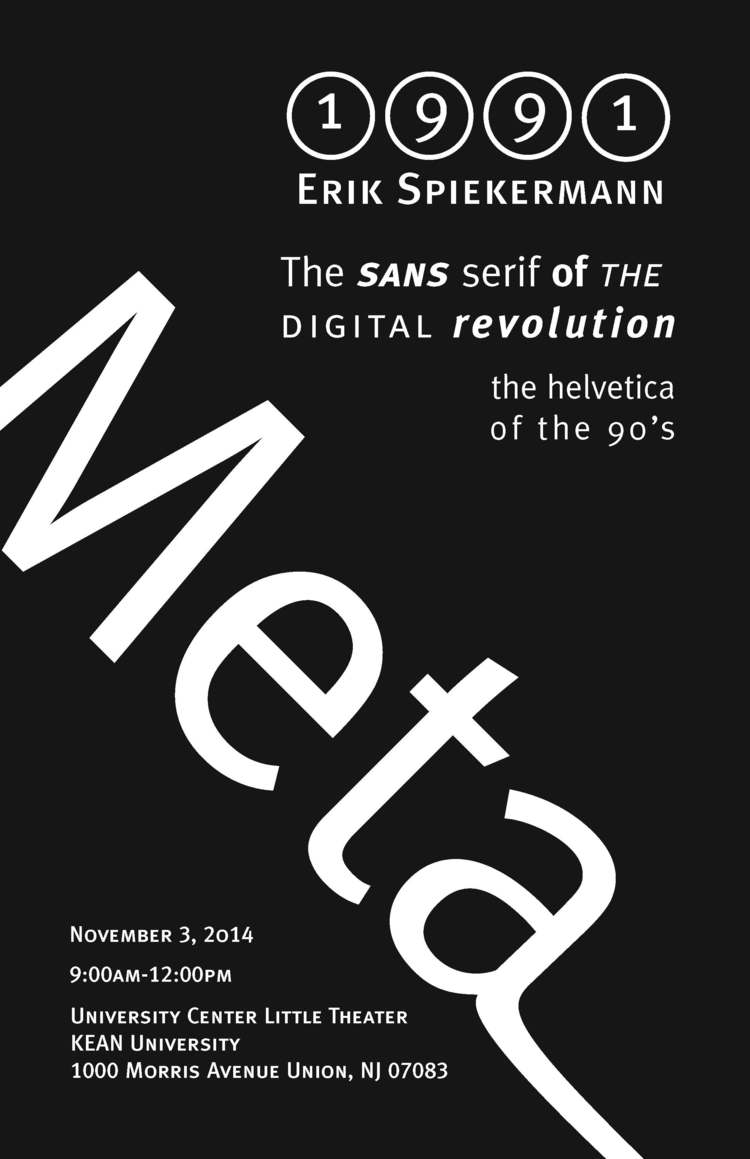 1991
Erik Spiekermann
The sans serif of THE
DIGITAL revolution
the helvetica
of the 90's
Meta
November 3, 2014
9:00am-12:00pm
University Center Little Theater
KEAN University
1000 Morris Avenue Union, NJ 07083